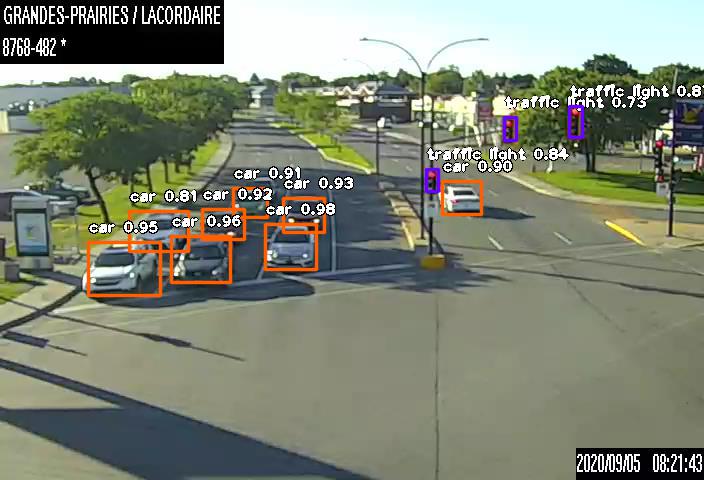 GRANDES-PRAIRIES / LACORDAIRE
8768-482 *
traffic light 0.87
traffic light 0.73
traffic light 0.84
car 0.90
car 0.91
car 0.93
car 0.81
car 0.92
car 0.98
car 0.96
car 0.95
2020/09/05 08:21:43